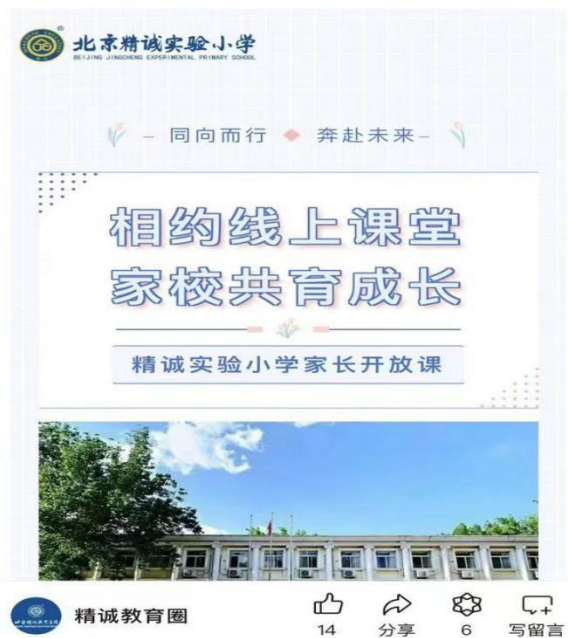 北京精诚实验小学
BEIJING JINGCHENG EXPERIMENTAL PRIMARY SCHOOL
同向而行 ◆ 奔赴未来
相约线上课堂
家校共育成长
精诚实验小学家长开放课
精诚教育圈
14 分享 6 写留言